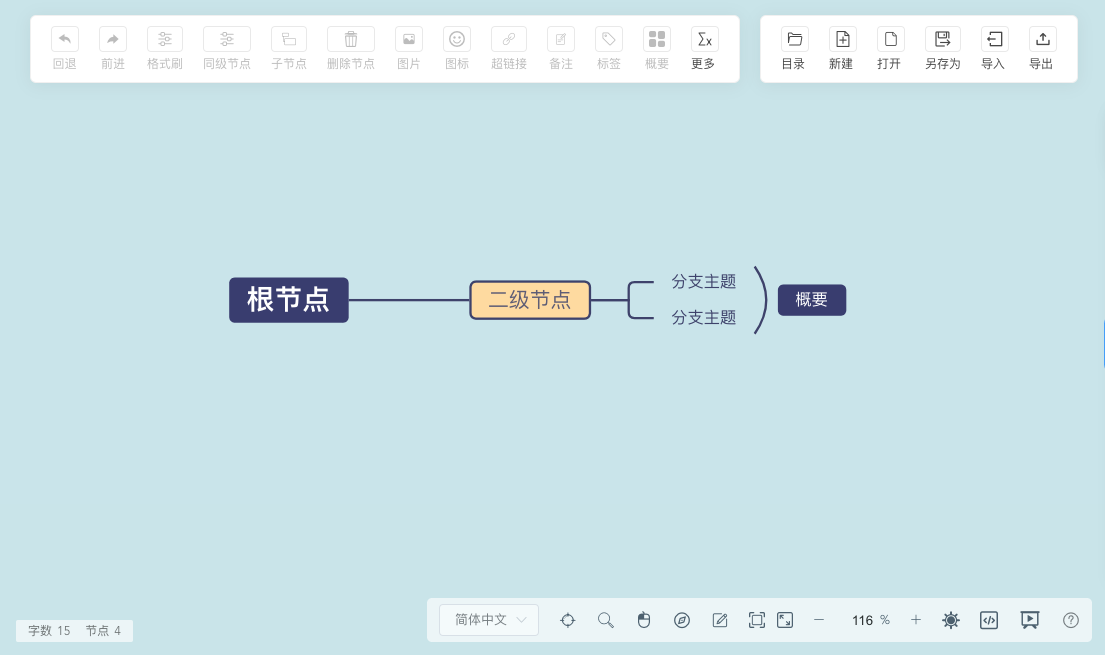 回退 前进 格式刷 同级节点 子节点 删除节点 图片 图标 超链接 备注 标签 概要 更多 目录 新建 打开 另存为 导入 导出
根节点
二级节点
分支主题
分支主题
概要
字数 15 节点 4
简体中文 116 %